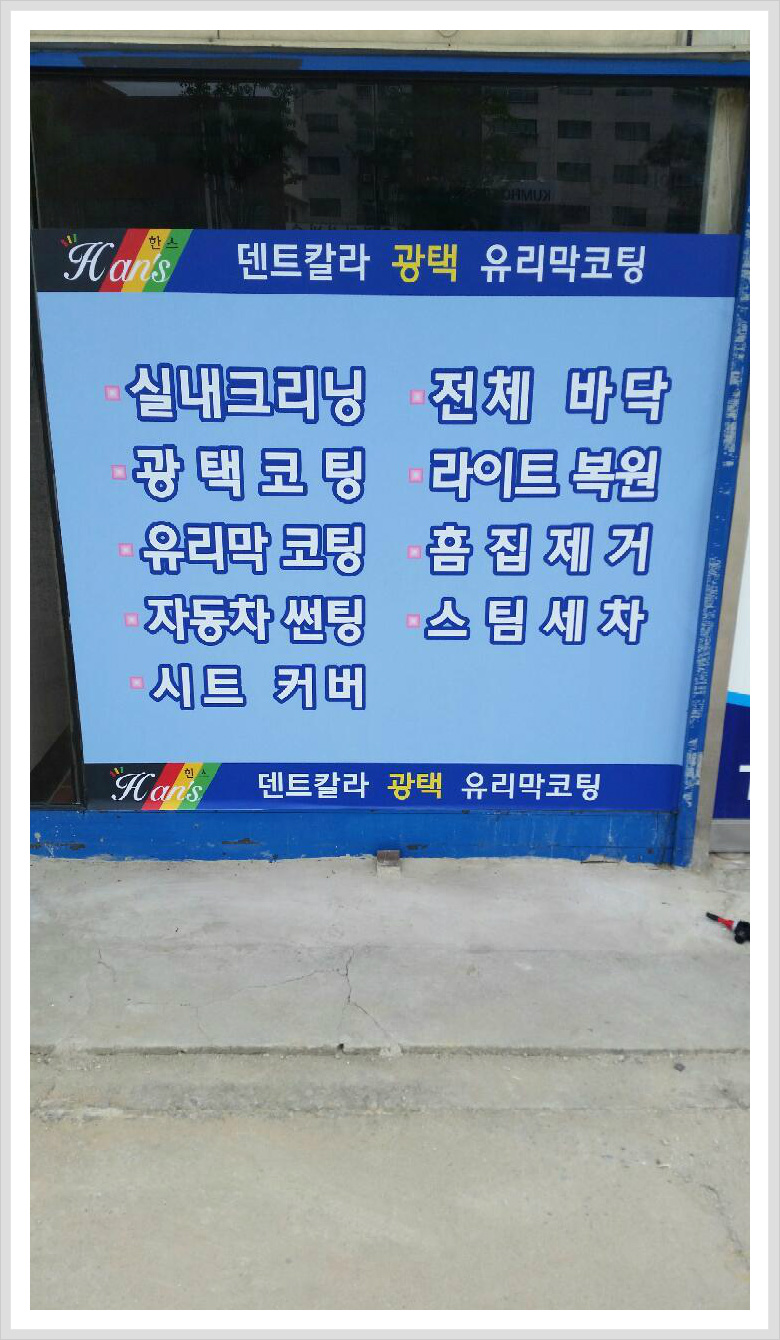 Han's 한스 덴트칼라 광택 유리막코팅
실내크리닝
광택코팅
유리막 코팅
자동차 썬팅
시트 커버
전체 바닥
라이트 복원
흠집제거
스팀세차
Han's 한스 덴트칼라 광택 유리막코팅